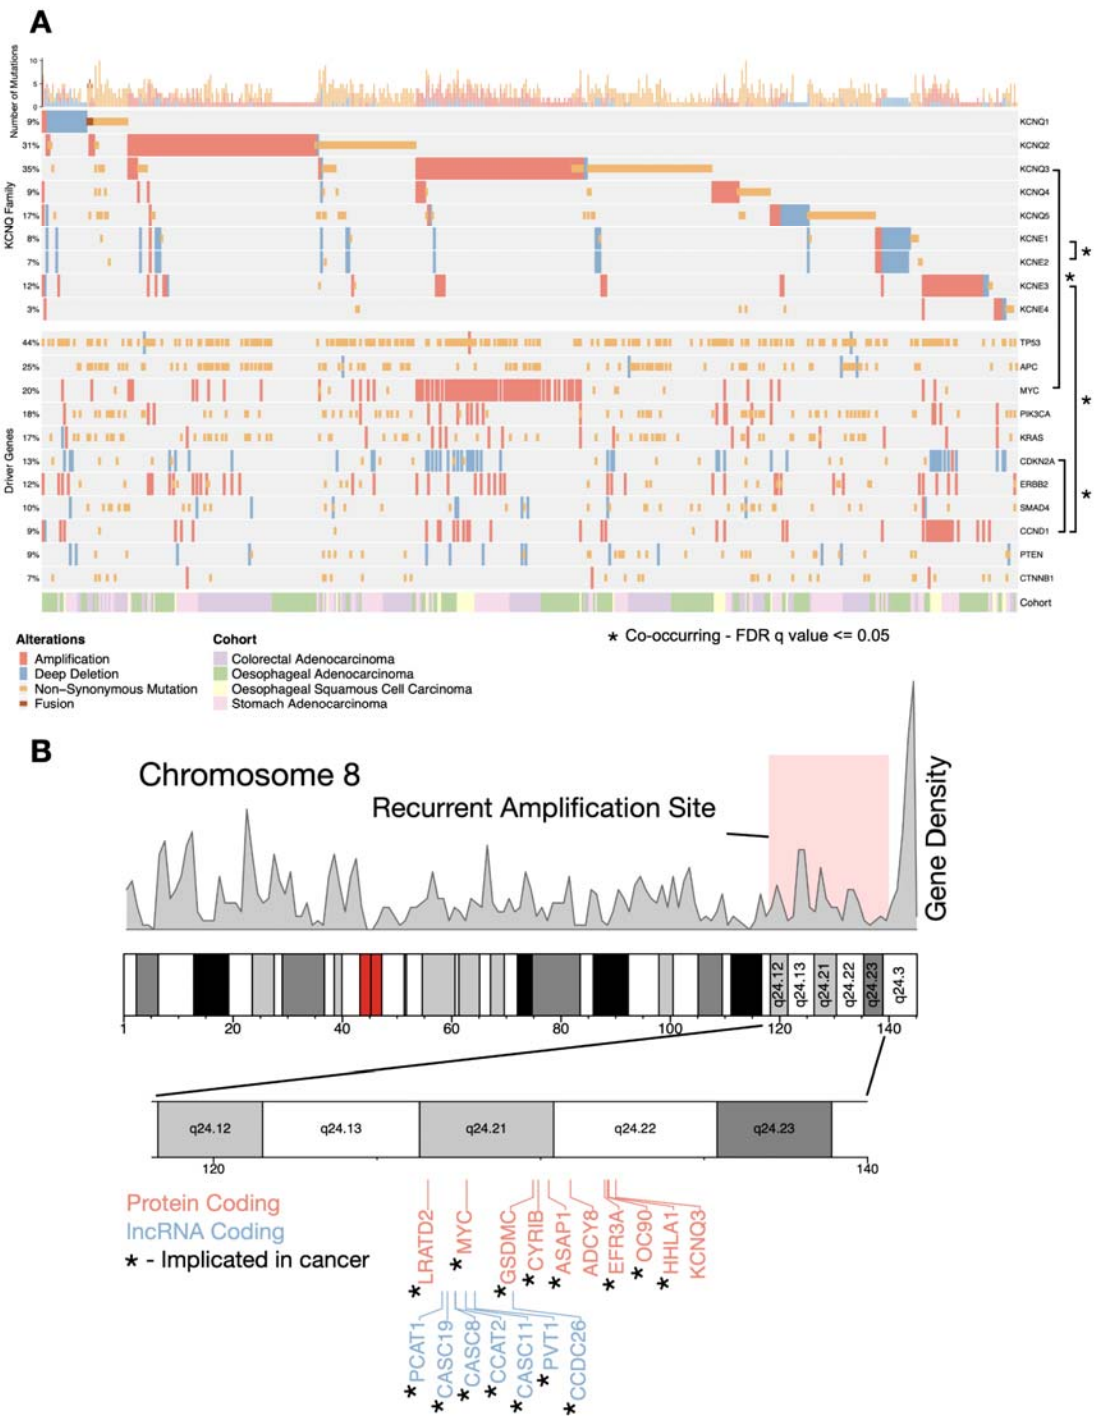 A
Number of Mutations
10
5
0
KCNQ Family
9%
KCNQ1
31%
KCNQ2
35%
KCNQ3
9%
KCNQ4
17%
KCNQ5
8%
KCNE1
7%
KCNE2
12%
KCNE3
3%
KCNE4
*
*
*
*
Driver Genes
44%
TP53
25%
APC
20%
MYC
18%
PIK3CA
17%
KRAS
13%
CDKN2A
12%
ERBB2
10%
SMAD4
9%
CCND1
9%
PTEN
7%
CTNNB1
Cohort
Alterations
Amplification
Deep Deletion
Non-Synonymous Mutation
Fusion
Cohort
Colorectal Adenocarcinoma
Oesophageal Adenocarcinoma
Oesophageal Squamous Cell Carcinoma
Stomach Adenocarcinoma
* Co-occurring - FDR q value <= 0.05
B
Chromosome 8
Recurrent Amplification Site
Gene Density
q24.12
q24.13
q24.21
q24.22
q24.23
q24.3
1 20 40 60 80 100 120 140
q24.12 q24.13 q24.21 q24.22 q24.23
120 140
Protein Coding
lncRNA Coding
* - Implicated in cancer
*LRATD2
*MYC
*GSDMC
*CYRIB
*ASAP1
ADCY8
*EFR3A
*OC90
*HHLA1
KCNQ3
*PCAT1
*CASC19
*CASC8
*CCAT2
*CASC11
*PVT1
*CCDC26